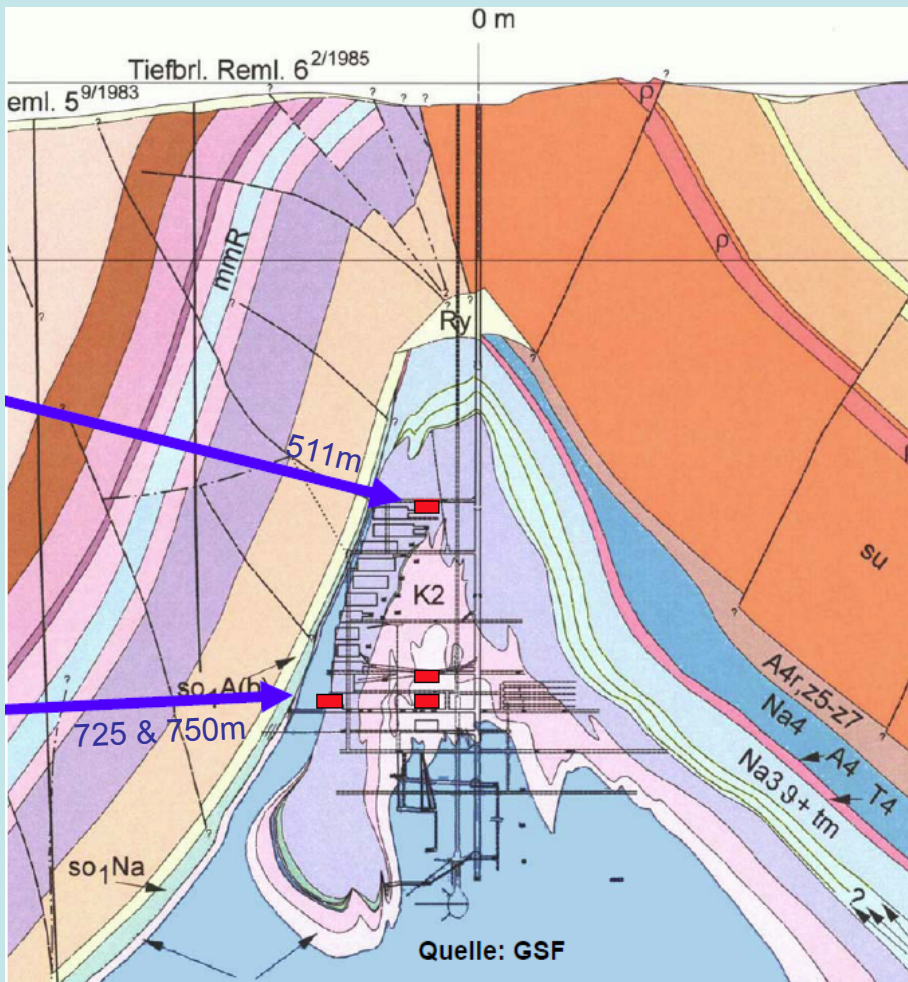 0 m
Tiefbrl. Reml. 6 2/1985
eml. 5 9/1983
ρ
mmR
ρ
Ry
511m
su
K2
so1A(b)
725 & 750m
A4r,z5-z7
Na4
A4
T4
Na3ϑ+tm
so1Na
?
Quelle: GSF